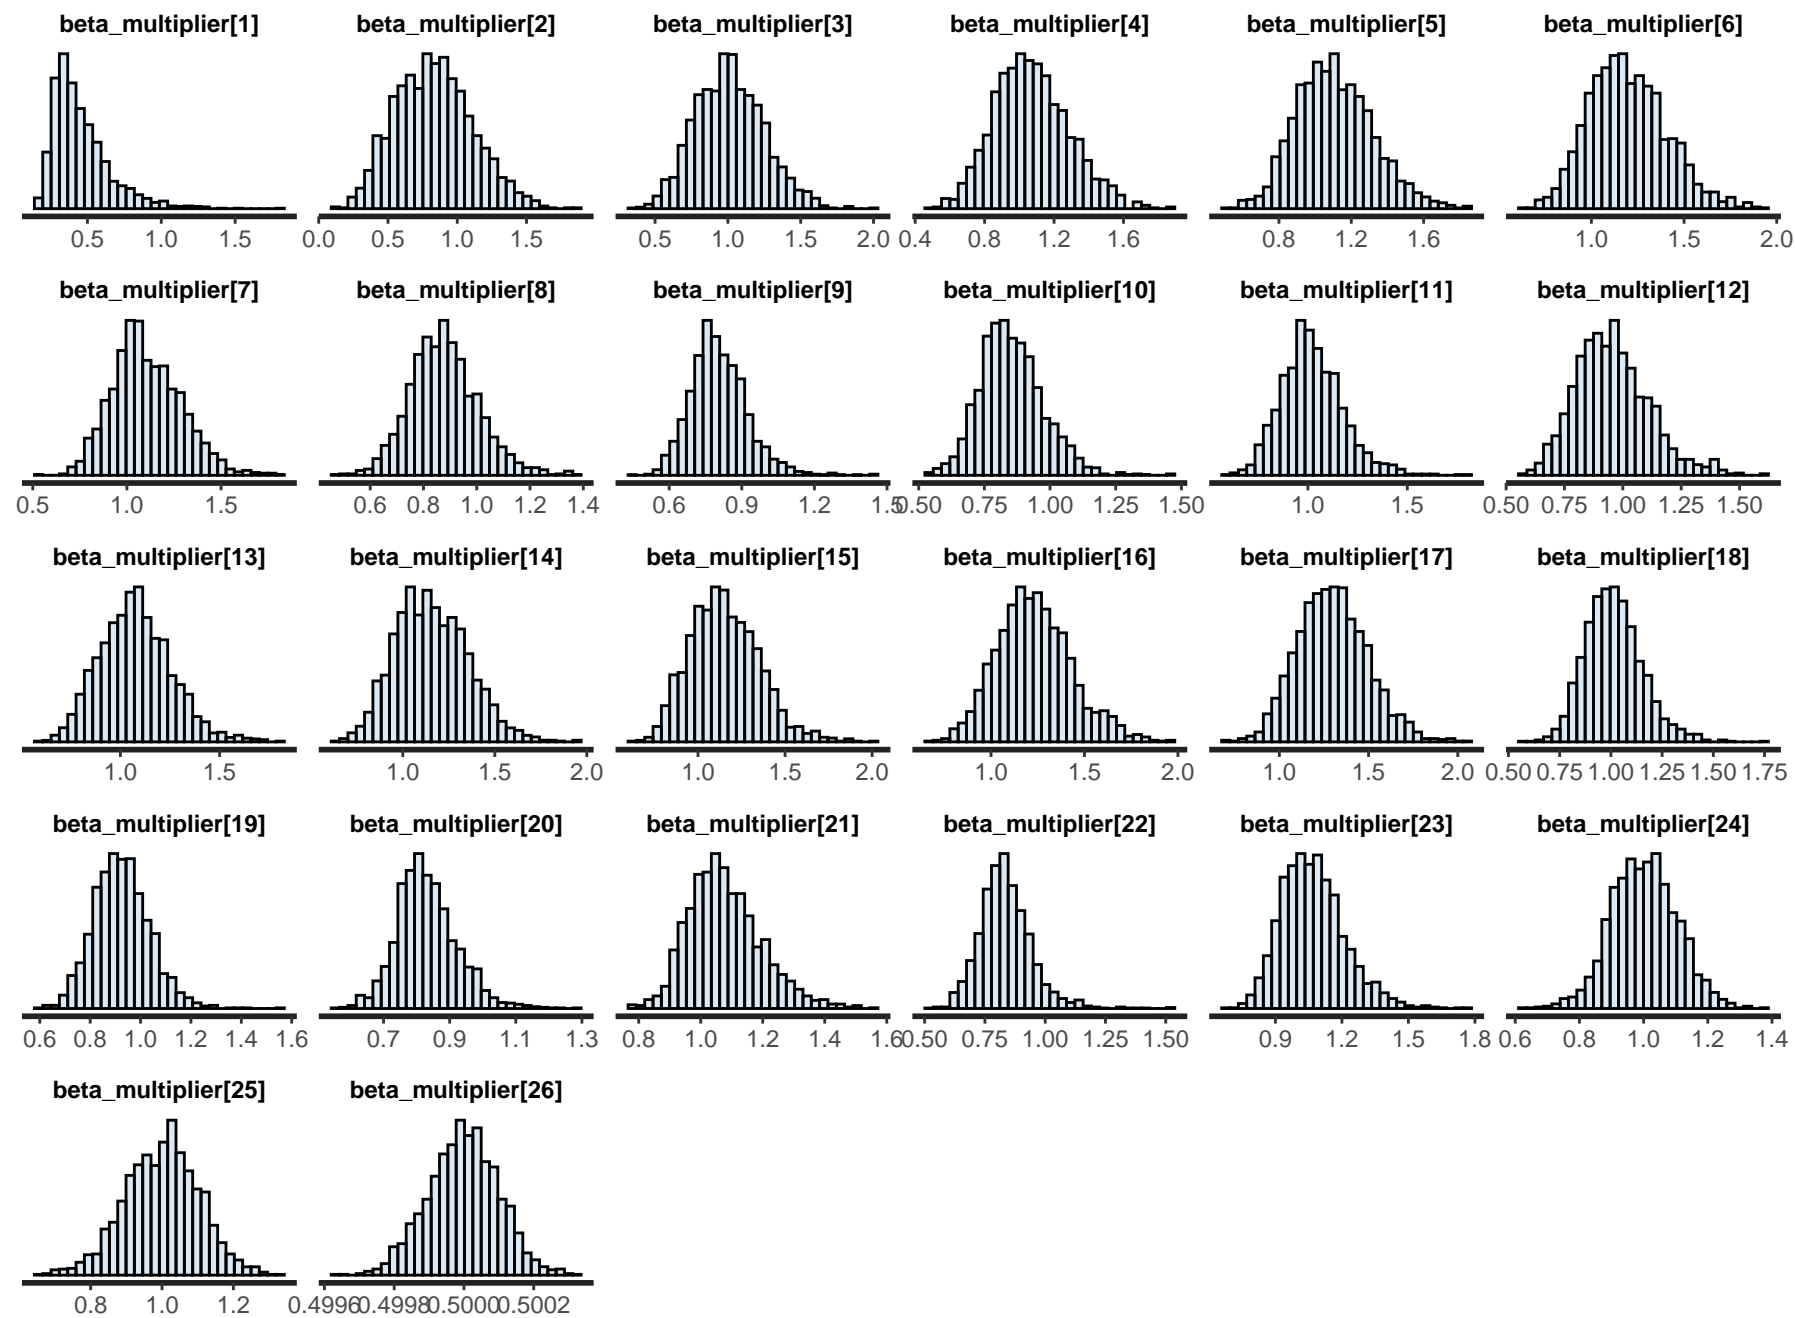 beta_multiplier[1] beta_multiplier[2] beta_multiplier[3] beta_multiplier[4] beta_multiplier[5] beta_multiplier[6]
0.5 1.0 1.5 0.0 0.5 1.0 1.5 0.5 1.0 1.5 2.0 0.4 0.8 1.2 1.6 0.8 1.2 1.6 1.0 1.5 2.0
beta_multiplier[7] beta_multiplier[8] beta_multiplier[9] beta_multiplier[10] beta_multiplier[11] beta_multiplier[12]
0.5 1.0 1.5 0.6 0.8 1.0 1.2 1.4 0.6 0.9 1.2 1.5 0.50 0.75 1.00 1.25 1.50 1.0 1.5 0.50 0.75 1.00 1.25 1.50
beta_multiplier[13] beta_multiplier[14] beta_multiplier[15] beta_multiplier[16] beta_multiplier[17] beta_multiplier[18]
1.0 1.5 1.0 1.5 2.0 1.0 1.5 2.0 1.0 1.5 2.0 1.0 1.5 2.0 0.50 0.75 1.00 1.25 1.50 1.75
beta_multiplier[19] beta_multiplier[20] beta_multiplier[21] beta_multiplier[22] beta_multiplier[23] beta_multiplier[24]
0.6 0.8 1.0 1.2 1.4 1.6 0.7 0.9 1.1 1.3 0.8 1.0 1.2 1.4 1.6 0.50 0.75 1.00 1.25 1.50 0.9 1.2 1.5 1.8 0.6 0.8 1.0 1.2 1.4
beta_multiplier[25] beta_multiplier[26]
0.8 1.0 1.2 0.4996 0.4998 0.5000 0.5002